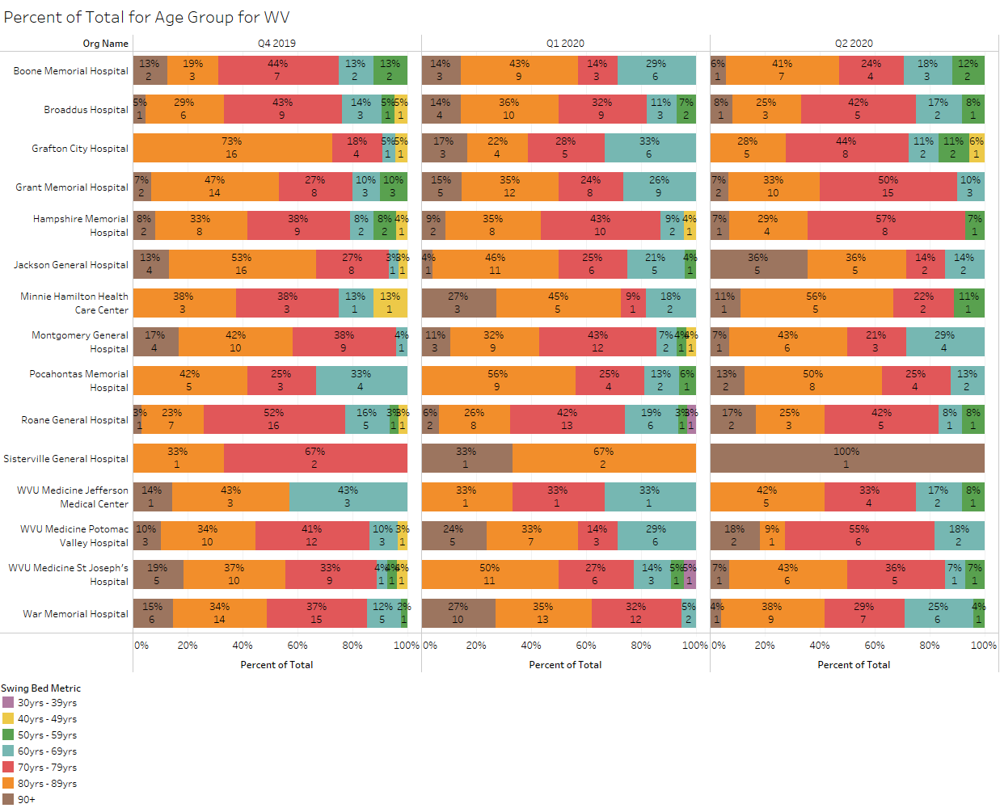 Percent of Total for Age Group for WV
Org Name Q4 2019 Q1 2020 Q2 2020
Boone Memorial Hospital
13% 19% 44% 13% 13% 14% 43% 14% 29% 6% 41% 24% 18% 12%
2 3 7 2 2 3 9 3 6 1 7 4 3 2
Broaddus Hospital
5% 29% 43% 14% 5% 5% 14% 36% 32% 11% 7% 8% 25% 42% 17% 8%
1 6 9 3 1 1 4 10 9 3 2 1 3 5 2 1
Grafton City Hospital
73% 18% 5% 5% 17% 22% 28% 33% 28% 44% 11% 11% 6%
16 4 1 1 3 4 5 6 5 8 2 2 1
Grant Memorial Hospital
7% 47% 27% 10% 10% 15% 35% 24% 26% 7% 33% 50% 10%
2 14 8 3 3 5 12 8 9 2 10 15 3
Hampshire Memorial
Hospital
8% 33% 38% 8% 8% 4% 9% 35% 43% 9% 4% 7% 29% 57% 7%
2 8 9 2 2 1 2 8 10 2 1 1 4 8 1
Jackson General Hospital
13% 53% 27% 3% 3% 4% 46% 25% 21% 4% 36% 36% 14% 14%
4 16 8 1 1 1 11 6 5 1 5 5 2 2
Minnie Hamilton Health
Care Center
38% 38% 13% 13% 27% 45% 9% 18% 11% 56% 22% 11%
3 3 1 1 3 5 1 2 1 5 2 1
Montgomery General
Hospital
17% 42% 38% 4% 11% 32% 43% 7% 4% 4% 7% 43% 21% 29%
4 10 9 1 3 9 12 2 1 1 1 6 3 4
Pocahontas Memorial
Hospital
42% 25% 33% 56% 25% 13% 6% 13% 50% 25% 13%
5 3 4 9 4 2 1 2 8 4 2
Roane General Hospital
3% 23% 52% 16% 3% 3% 6% 26% 42% 19% 3% 3% 17% 25% 42% 8% 8%
1 7 16 5 1 1 2 8 13 6 1 1 2 3 5 1 1
Sisterville General Hospital
33% 67% 33% 67% 100%
1 2 1 2 1
WVU Medicine Jefferson
Medical Center
14% 43% 43% 33% 33% 33% 42% 33% 17% 8%
1 3 3 1 1 1 5 4 2 1
WVU Medicine Potomac
Valley Hospital
10% 34% 41% 10% 3% 24% 33% 14% 29% 18% 9% 55% 18%
3 10 12 3 1 5 7 3 6 2 1 6 2
WVU Medicine St Joseph's
Hospital
19% 37% 33% 4% 4% 4% 50% 27% 14% 5% 5% 7% 43% 36% 7% 7%
5 10 9 1 1 1 11 6 3 1 1 1 6 5 1 1
War Memorial Hospital
15% 34% 37% 12% 2% 27% 35% 32% 5% 4% 38% 29% 25% 4%
6 14 15 5 1 10 13 12 2 1 9 7 6 1
0% 20% 40% 60% 80% 100% 0% 20% 40% 60% 80% 100% 0% 20% 40% 60% 80% 100%
Percent of Total Percent of Total Percent of Total
Swing Bed Metric
30yrs - 39yrs
40yrs - 49yrs
50yrs - 59yrs
60yrs - 69yrs
70yrs - 79yrs
80yrs - 89yrs
90+